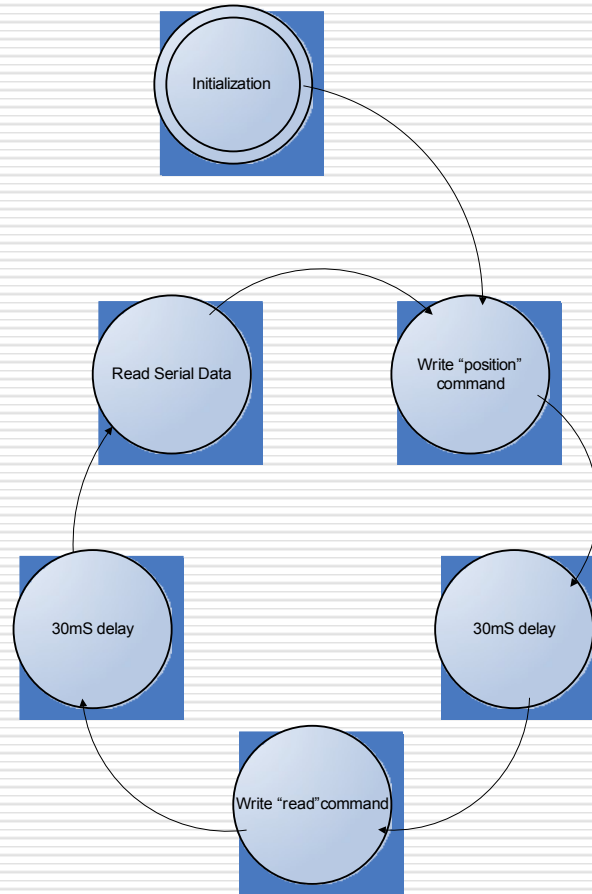 Initialization
Read Serial Data
Write “position”
command
30mS delay
30mS delay
Write “read”command